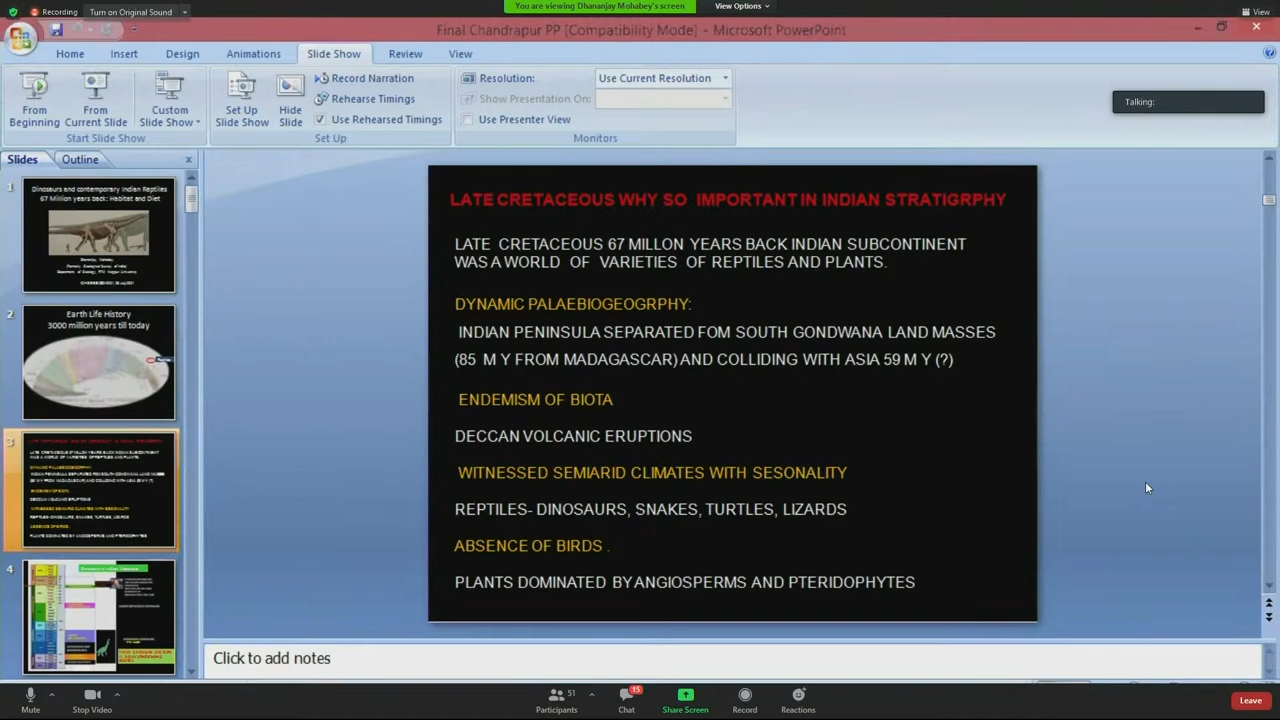 Recording
Turn on Original Sound
You are viewing Dhananjay Mohabey's screen
View Options
View
Final Chandrapur PP [Compatibility Mode] - Microsoft PowerPoint
Home
Insert
Design
Animations
Slide Show
Review
View
From Beginning
From Current Slide
Custom Slide Show
Start Slide Show
Set Up Slide Show
Hide Slide
Record Narration
Rehearse Timings
Use Rehearsed Timings
Set Up
Resolution:
Use Current Resolution
Show Presentation On:
Use Presenter View
Monitors
Talking:
Slides
Outline
1
Dinosaurs and contemporary Indian Reptiles
67 Million years back: Habitat and Diet
2
Earth Life History
3000 million years till today
3
4
LATE CRETACEOUS WHY SO IMPORTANT IN INDIAN STRATIGRPHY
LATE CRETACEOUS 67 MILLON YEARS BACK INDIAN SUBCONTINENT
WAS A WORLD OF VARIETIES OF REPTILES AND PLANTS.
DYNAMIC PALAEBIOGEOGRPHY:
INDIAN PENINSULA SEPARATED FOM SOUTH GONDWANA LAND MASSES
(85 M Y FROM MADAGASCAR) AND COLLIDING WITH ASIA 59 M Y (?)
ENDEMISM OF BIOTA
DECCAN VOLCANIC ERUPTIONS
WITNESSED SEMIARID CLIMATES WITH SESONALITY
REPTILES- DINOSAURS, SNAKES, TURTLES, LIZARDS
ABSENCE OF BIRDS .
PLANTS DOMINATED BY ANGIOSPERMS AND PTERIDOPHYTES
Click to add notes
Mute
Stop Video
Participants
51
Chat
15
Share Screen
Record
Reactions
Leave